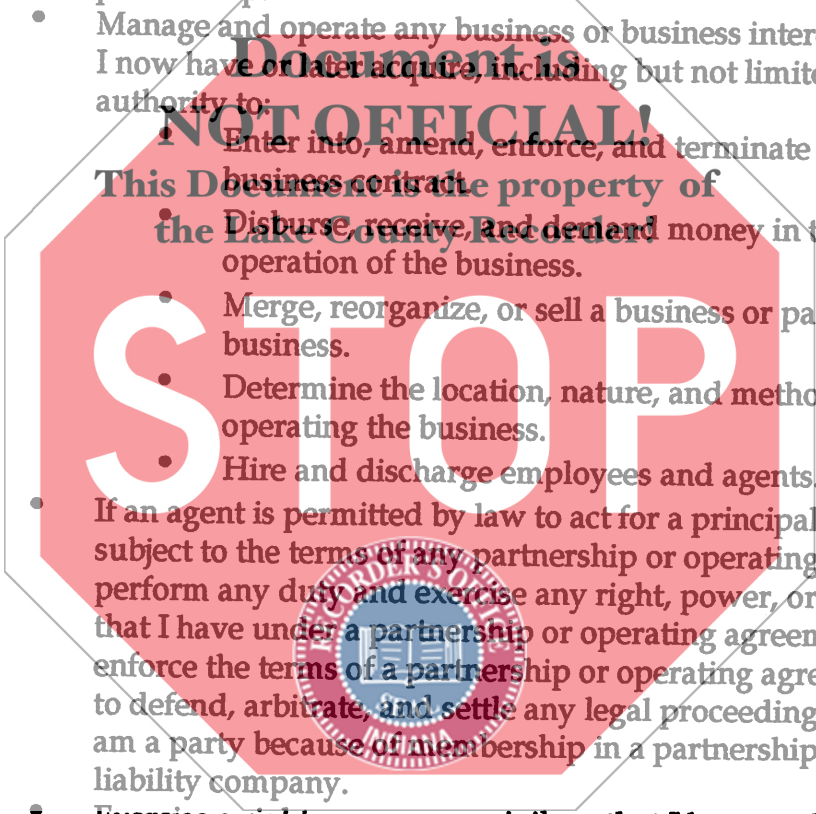 Manage and operate any business or business inter
I now have or later acquire, including but not limite
authority to:
Enter into, amend, enforce, and terminate
business contract.
Disburse, receive, and demand money in t
operation of the business.
Merge, reorganize, or sell a business or pa
business.
Determine the location, nature, and metho
operating the business.
Hire and discharge employees and agents.
If an agent is permitted by law to act for a principal
subject to the terms of any partnership or operating
perform any duty and exercise any right, power, or
that I have under a partnership or operating agreem
enforce the terms of a partnership or operating agre
to defend, arbitrate, and settle any legal proceeding
am a party because of membership in a partnership
liability company.
Document is
NOT OFFICIAL!
This Document is the property of
the Lake County Recorder!
STOP
RECORDER'S OFFICE
SEAL
INDIANA